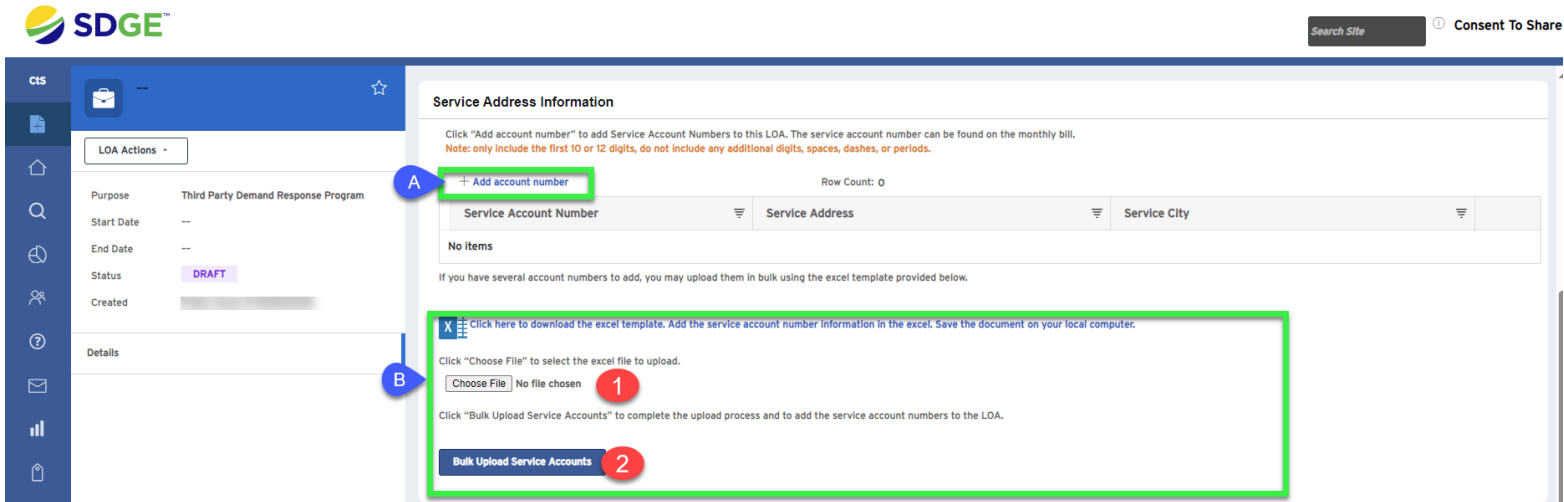 SDGE™
Search Site
Consent To Share
CtS
--
LOA Actions
Purpose Third Party Demand Response Program
Start Date --
End Date --
Status DRAFT
Created
Details
Service Address Information
Click "Add account number" to add Service Account Numbers to this LOA. The service account number can be found on the monthly bill.
Note: only include the first 10 or 12 digits, do not include any additional digits, spaces, dashes, or periods.
A
+ Add account number Row Count: 0
Service Account Number Service Address Service City
No items
If you have several account numbers to add, you may upload them in bulk using the excel template provided below.
X Click here to download the excel template. Add the service account number information in the excel. Save the document on your local computer.
Click "Choose File" to select the excel file to upload.
B
Choose File No file chosen 1
Click "Bulk Upload Service Accounts" to complete the upload process and to add the service account numbers to the LOA.
Bulk Upload Service Accounts 2